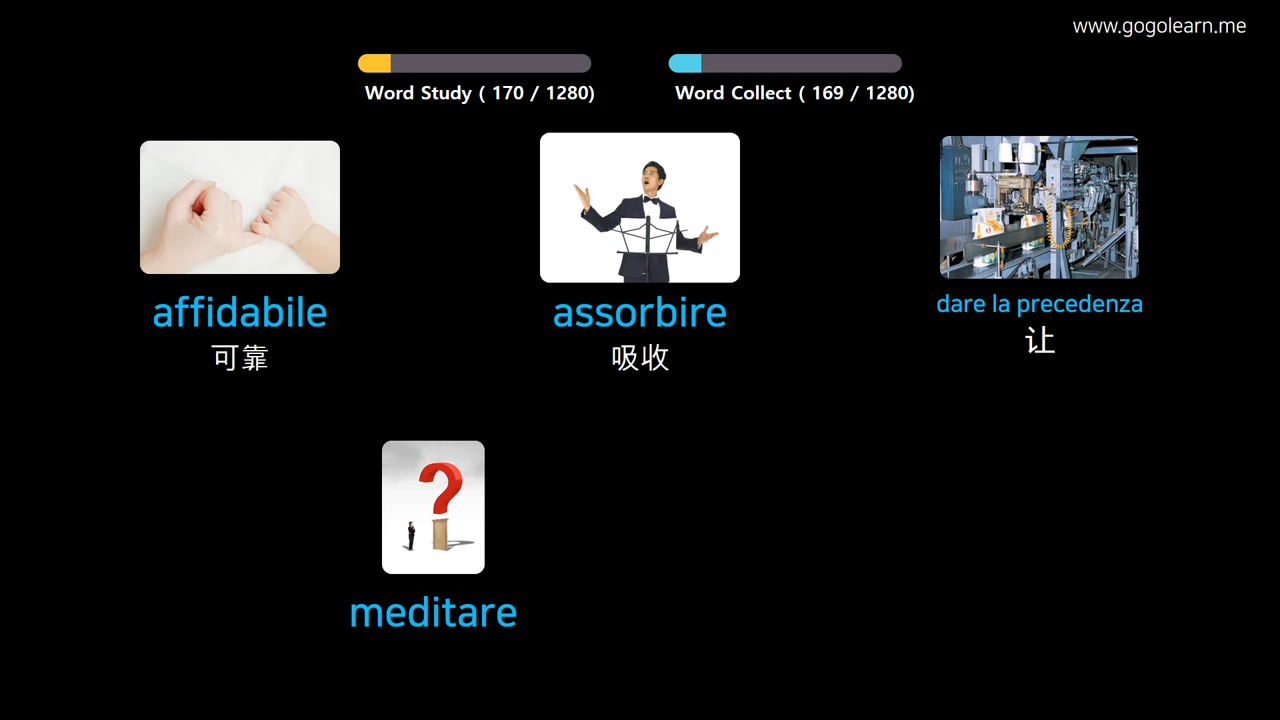 www.gogolearn.me
Word Study ( 170 / 1280)
Word Collect ( 169 / 1280)
affidabile
可靠
assorbire
吸收
dare la precedenza
让
meditare